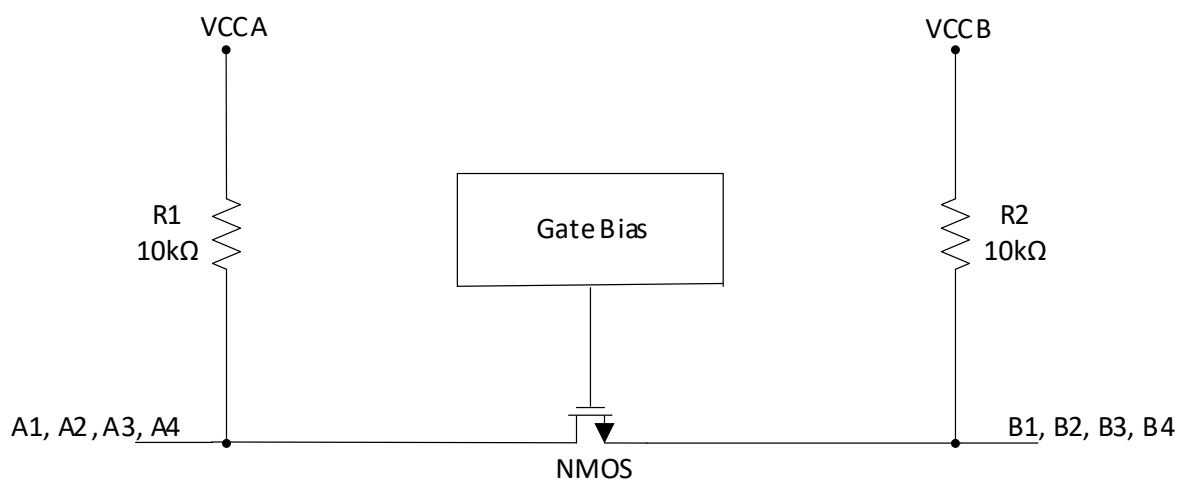 VCCA
VCCB
R1
10kΩ
Gate Bias
R2
10kΩ
A1, A2, A3, A4
B1, B2, B3, B4
NMOS